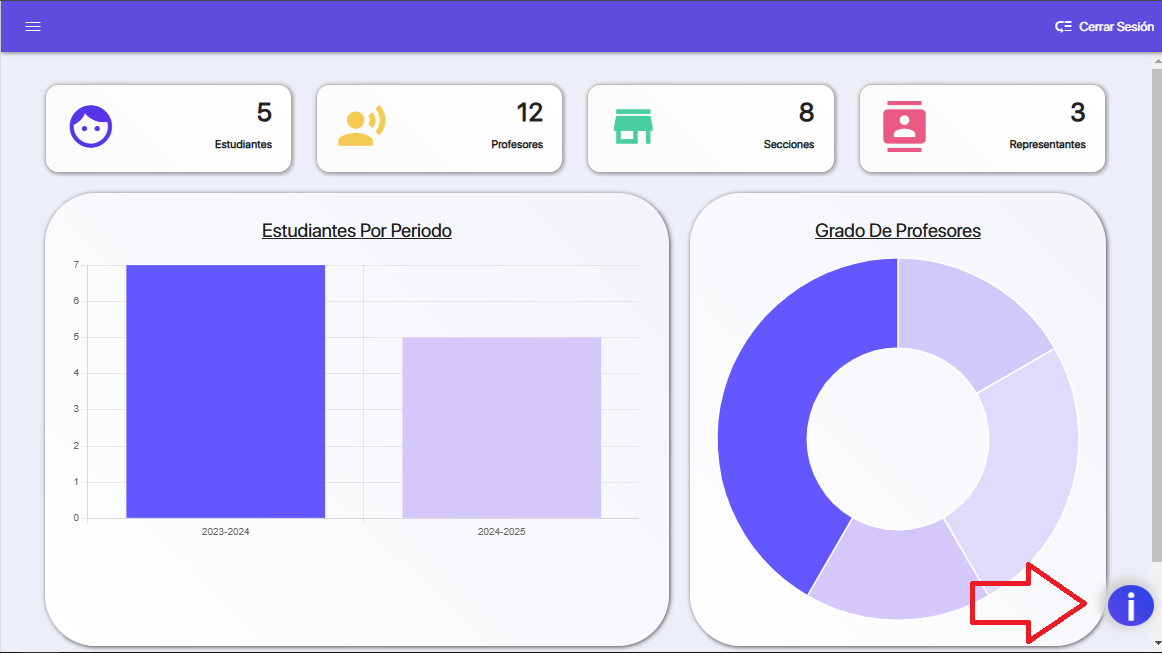 Cerrar Sesión
5
Estudiantes
12
Profesores
8
Secciones
3
Representantes
Estudiantes Por Periodo
7
6
5
4
3
2
1
0
2023-2024
2024-2025
Grado De Profesores
i